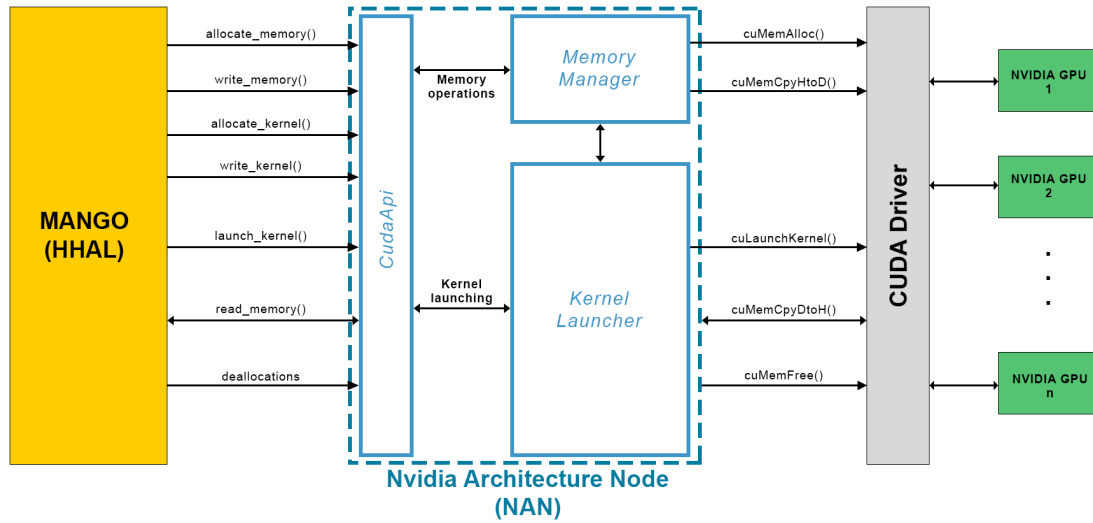 MANGO
(HHAL)
allocate_memory()
write_memory()
allocate_kernel()
write_kernel()
launch_kernel()
read_memory()
deallocations
CudaApi
Memory
operations
Kernel
launching
Memory
Manager
Kernel
Launcher
Nvidia Architecture Node
(NAN)
cuMemAlloc()
cuMemCpyHtoD()
cuLaunchKernel()
cuMemCpyDtoH()
cuMemFree()
CUDA Driver
NVIDIA GPU
1
NVIDIA GPU
2
.
.
.
NVIDIA GPU
n